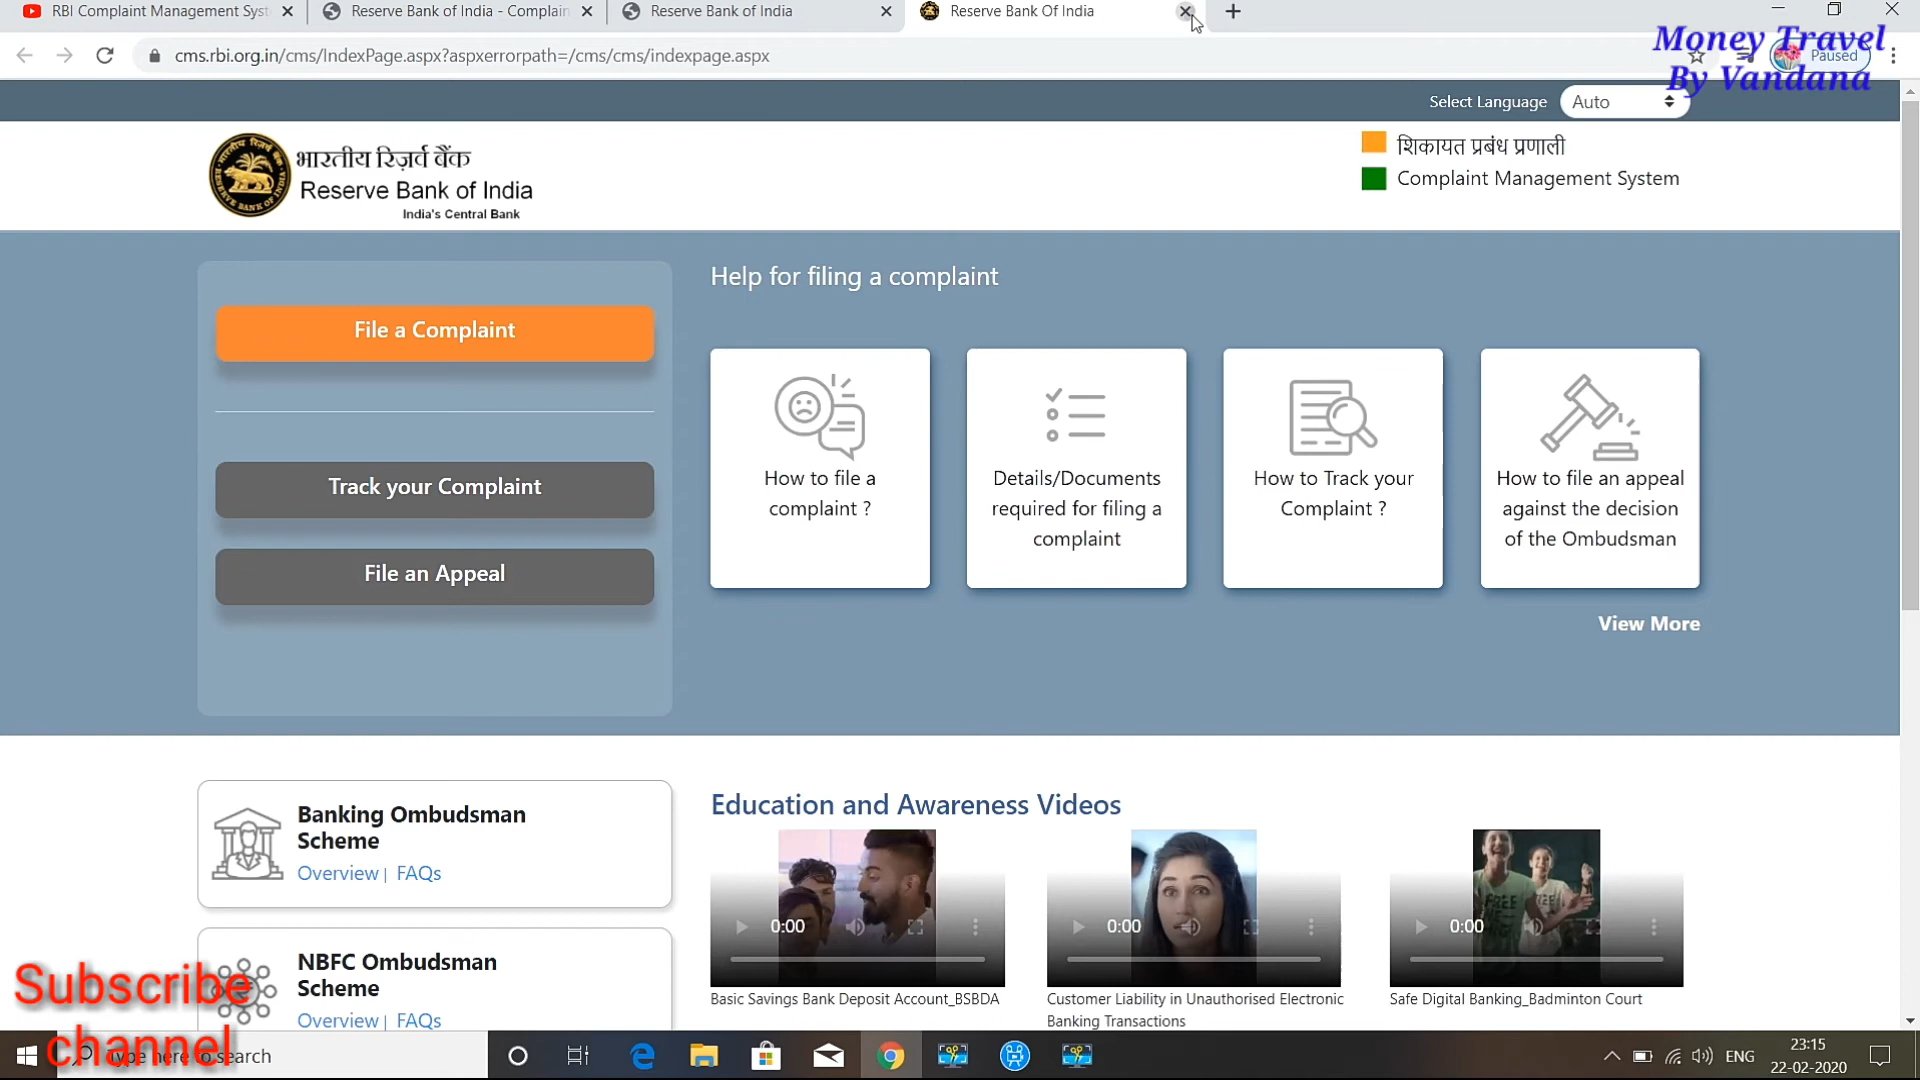 RBI Complaint Management Syst
Reserve Bank of India - Complain
Reserve Bank of India
Reserve Bank Of India
cms.rbi.org.in/cms/IndexPage.aspx?aspxerrorpath=/cms/cms/indexpage.aspx
Paused
Money Travel
By Vandana
Select Language
Auto
भारतीय रिज़र्व बैंक
Reserve Bank of India
India's Central Bank
शिकायत प्रबंध प्रणाली
Complaint Management System
File a Complaint
Track your Complaint
File an Appeal
Help for filing a complaint
How to file a
complaint ?
Details/Documents
required for filing a
complaint
How to Track your
Complaint ?
How to file an appeal
against the decision
of the Ombudsman
View More
Banking Ombudsman
Scheme
Overview | FAQs
NBFC Ombudsman
Scheme
Overview | FAQs
Education and Awareness Videos
0:00
0:00
0:00
Basic Savings Bank Deposit Account_BSBDA
Customer Liability in Unauthorised Electronic
Banking Transactions
Safe Digital Banking_Badminton Court
Subscribe
channel
Type here to search
ENG
23:15
22-02-2020